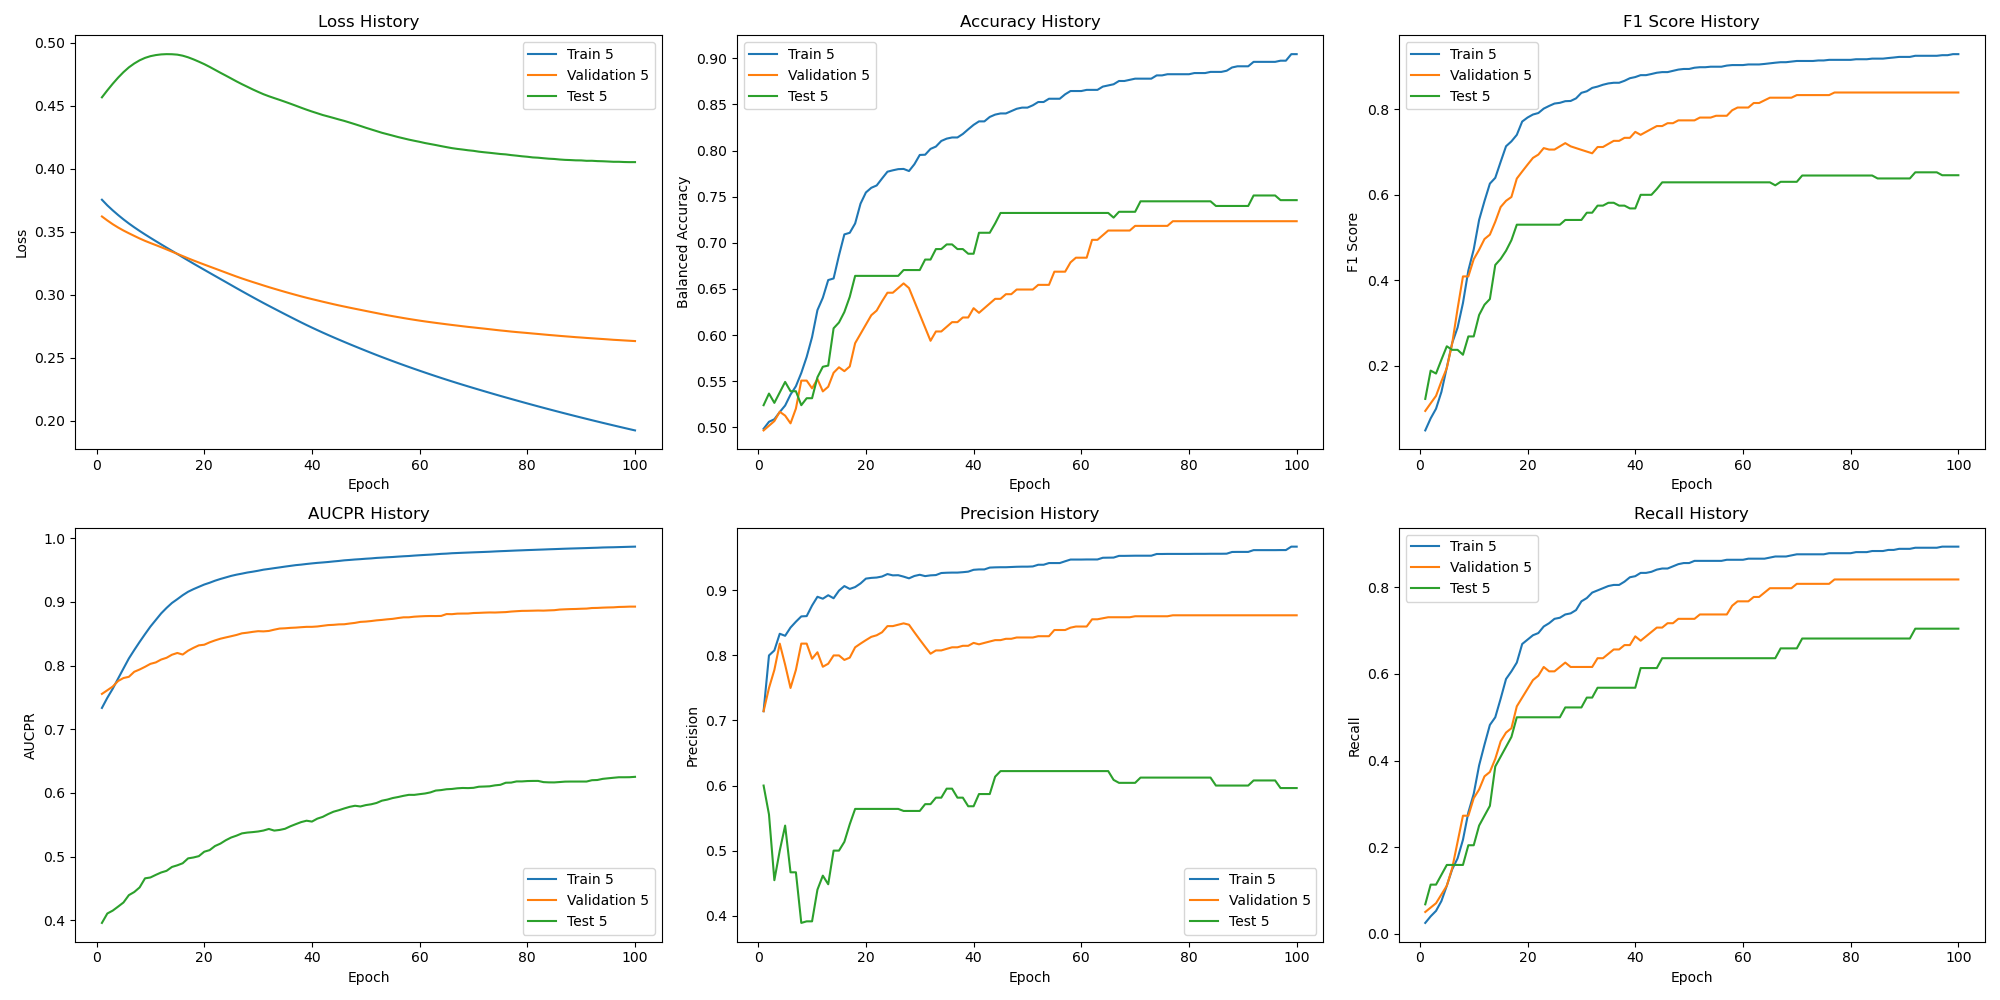 Loss History
0.50
0.45
0.40
0.35
0.30
0.25
0.20
Loss
0 20 40 60 80 100
Epoch
Train 5
Validation 5
Test 5
Accuracy History
0.90
0.85
0.80
0.75
0.70
0.65
0.60
0.55
0.50
Balanced Accuracy
0 20 40 60 80 100
Epoch
Train 5
Validation 5
Test 5
F1 Score History
0.8
0.6
0.4
0.2
F1 Score
0 20 40 60 80 100
Epoch
Train 5
Validation 5
Test 5
AUCPR History
1.0
0.9
0.8
0.7
0.6
0.5
0.4
AUCPR
0 20 40 60 80 100
Epoch
Train 5
Validation 5
Test 5
Precision History
0.9
0.8
0.7
0.6
0.5
0.4
Precision
0 20 40 60 80 100
Epoch
Train 5
Validation 5
Test 5
Recall History
0.8
0.6
0.4
0.2
0.0
Recall
0 20 40 60 80 100
Epoch
Train 5
Validation 5
Test 5